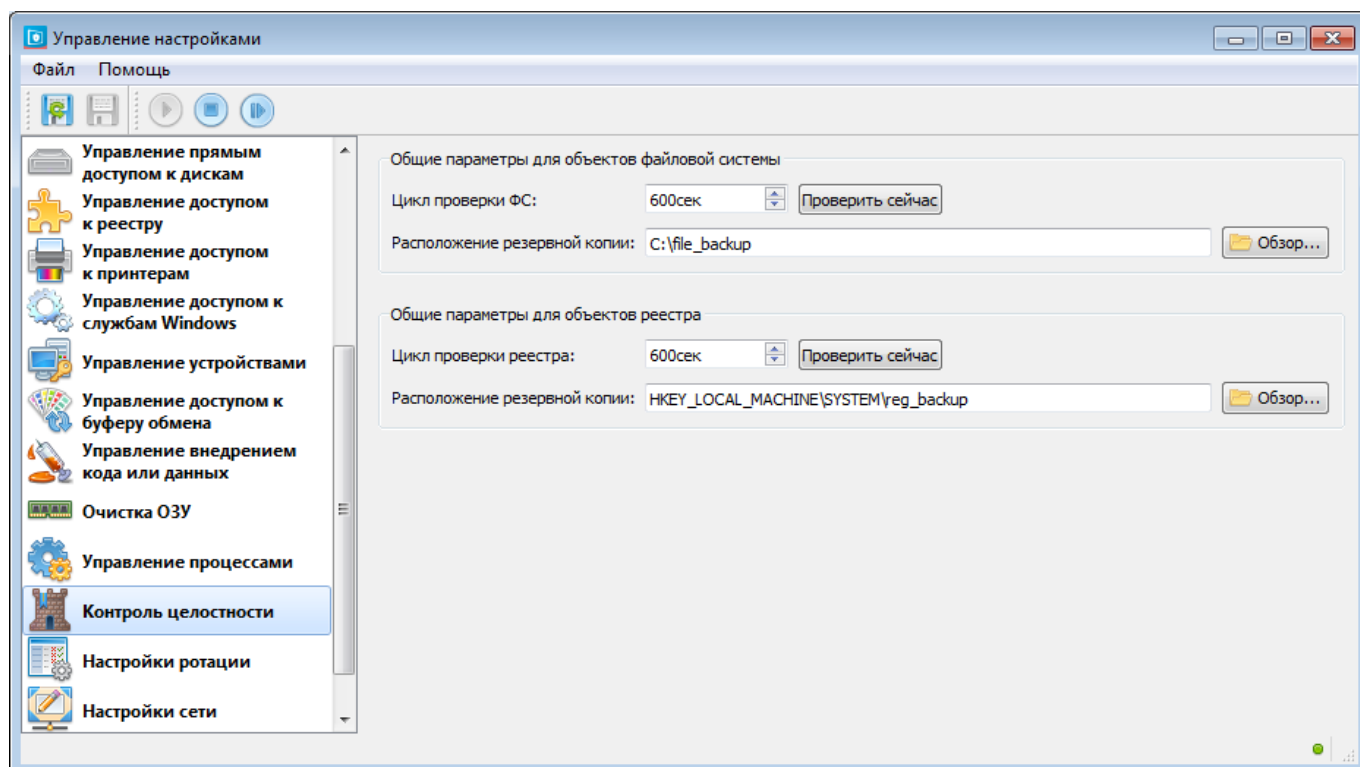 Управление настройками
Файл Помощь
Управление прямым
доступом к дискам
Управление доступом
к реестру
Управление доступом
к принтерам
Управление доступом к
службам Windows
Управление устройствами
Управление доступом к
буферу обмена
Управление внедрением
кода или данных
Очистка ОЗУ
Управление процессами
Контроль целостности
Настройки ротации
Настройки сети
Общие параметры для объектов файловой системы
Цикл проверки ФС: 600сек Проверить сейчас
Расположение резервной копии: C:\file_backup Обзор...
Общие параметры для объектов реестра
Цикл проверки реестра: 600сек Проверить сейчас
Расположение резервной копии: HKEY_LOCAL_MACHINE\SYSTEM\reg_backup Обзор...